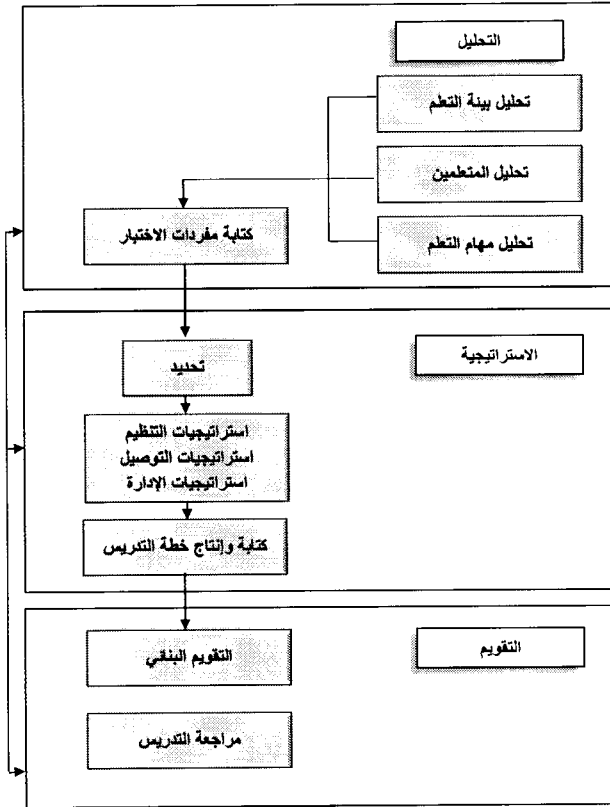 التحليل
تحليل بيئة التعلم
تحليل المتعلمين
تحليل مهام التعلم
كتابة مفردات الاختبار
الاستراتيجية
تحديد
استراتيجيات التنظيم
استراتيجيات التوصيل
استراتيجيات الإدارة
كتابة وإنتاج خطة التدريس
التقويم
التقويم البنائي
مراجعة التدريس